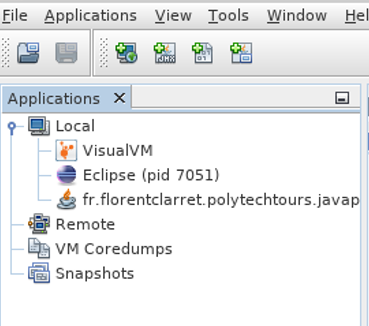 File Applications View Tools Window Hel
JMX
Applications
Local
VisualVM
Eclipse (pid 7051)
fr.florentclarret.polytechtours.javap
Remote
VM Coredumps
Snapshots